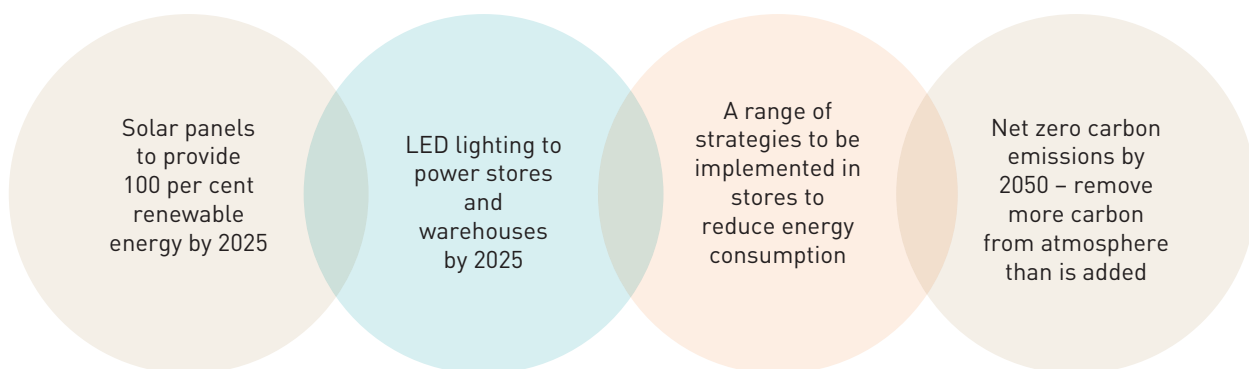 Solar panels
to provide
100 per cent
renewable
energy by 2025
LED lighting to
power stores
and
warehouses
by 2025
A range of
strategies to be
implemented in
stores to
reduce energy
consumption
Net zero carbon
emissions by
2050 – remove
more carbon
from atmosphere
than is added